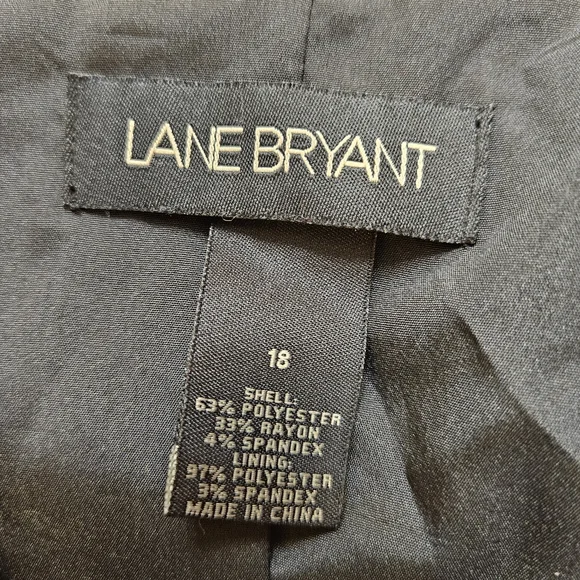 LANE BRYANT
18
SHELL:
63% POLYESTER
33% RAYON
4% SPANDEX
LINING:
97% POLYESTER
3% SPANDEX
MADE IN CHINA